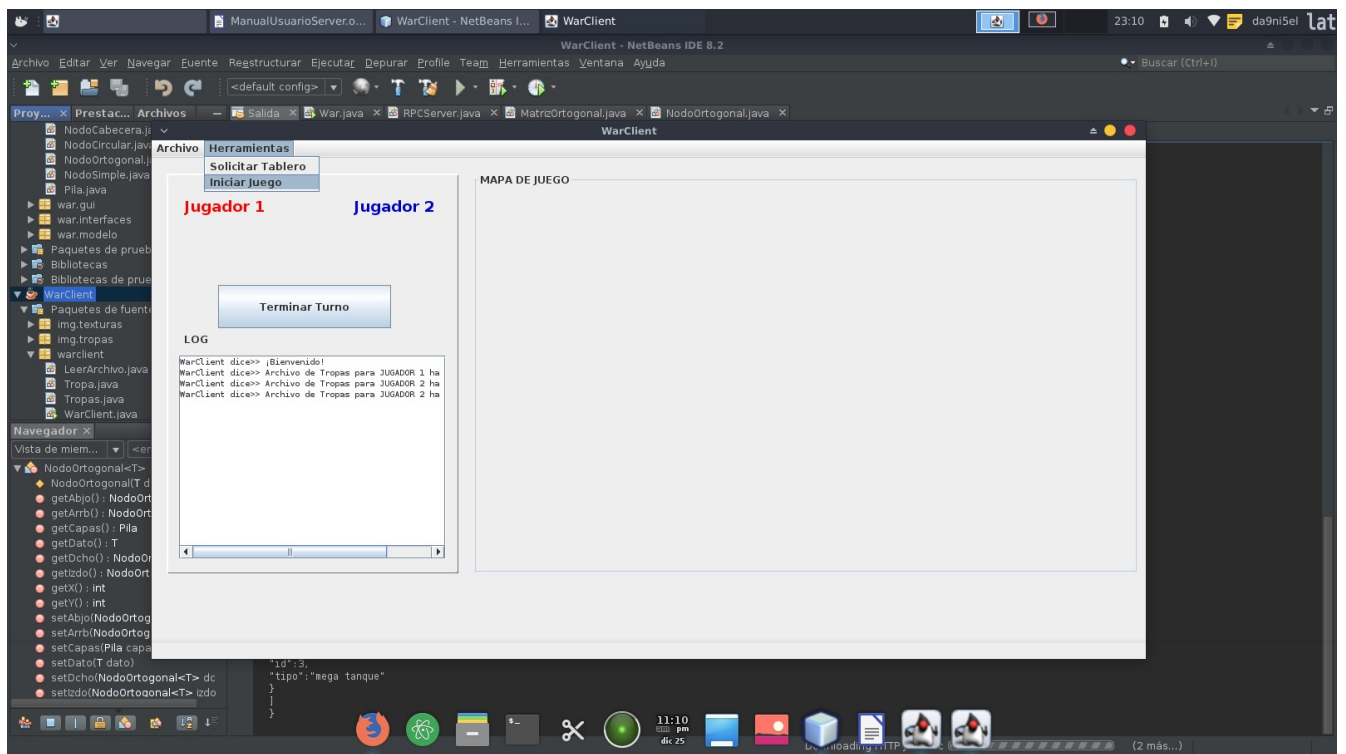 ManualUsuarioServer.o... WarClient - NetBeans I... WarClient 23:10 da9ni5el lat
WarClient - NetBeans IDE 8.2
Archivo Editar Ver Navegar Fuente Reestructurar Ejecutar Depurar Profile Team Herramientas Ventana Ayuda Buscar (Ctrl+I)
<default config>
Proy... × Prestac... Archivos Salida × War.java × RPCServer.java × MatrizOrtogonal.java × NodoOrtogonal.java ×
NodoCabecera.ja
NodoCircular.java
NodoOrtogonal.j
NodoSimple.java
Pila.java
war.gui
war.interfaces
war.modelo
Paquetes de prueb
Bibliotecas
Bibliotecas de prue
WarClient
Paquetes de fuente
img.texturas
img.tropas
warclient
LeerArchivo.java
Tropa.java
Tropas.java
WarClient.java
Navegador ×
Vista de miem... <er
NodoOrtogonal<T>
NodoOrtogonal(T d
getAbjo() : NodoOrt
getArrb() : NodoOrt
getCapas() : Pila
getDato() : T
getDcho() : NodoOr
getIzdo() : NodoOrt
getX() : int
getY() : int
setAbjo(NodoOrtog
setArrb(NodoOrtog
setCapas(Pila capa
setDato(T dato)
setDcho(NodoOrtogonal<T> dc
setIzdo(NodoOrtogonal<T> izdo
WarClient
Archivo Herramientas
Solicitar Tablero
Iniciar Juego
Jugador 1 Jugador 2
Terminar Turno
LOG
WarClient dice>> ¡Bienvenido!
WarClient dice>> Archivo de Tropas para JUGADOR 1 ha
WarClient dice>> Archivo de Tropas para JUGADOR 2 ha
WarClient dice>> Archivo de Tropas para JUGADOR 2 ha
MAPA DE JUEGO
"id":3,
"tipo":"mega tanque"
}
]
}
11:10
pm
dic 25
(2 más...)